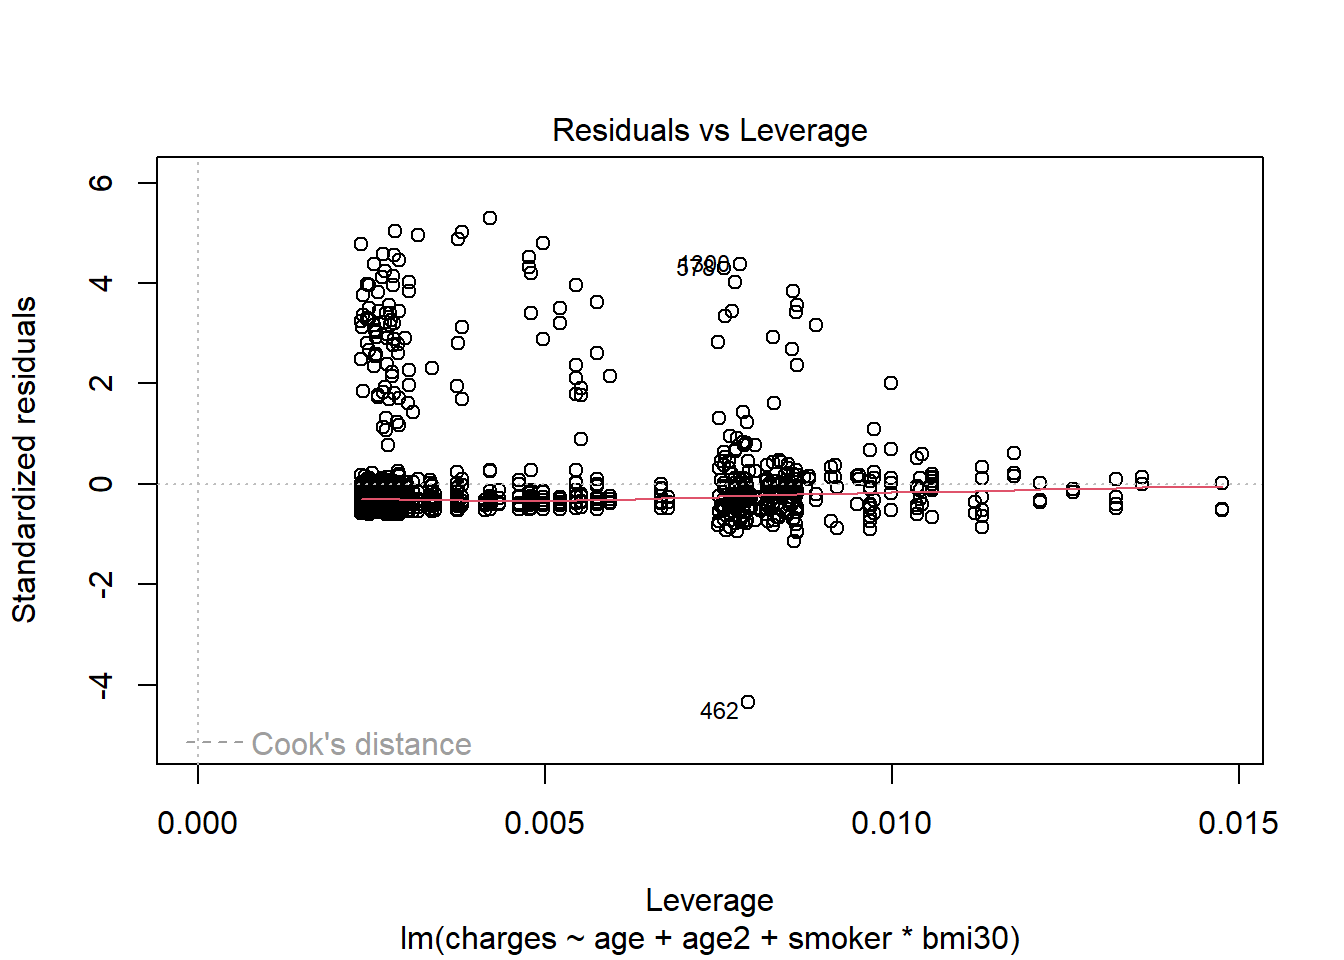 Residuals vs Leverage
Standardized residuals
6
4
2
0
-2
-4
1300
462
Cook's distance
0.000
0.005
0.010
0.015
Leverage
lm(charges ~ age + age2 + smoker * bmi30)